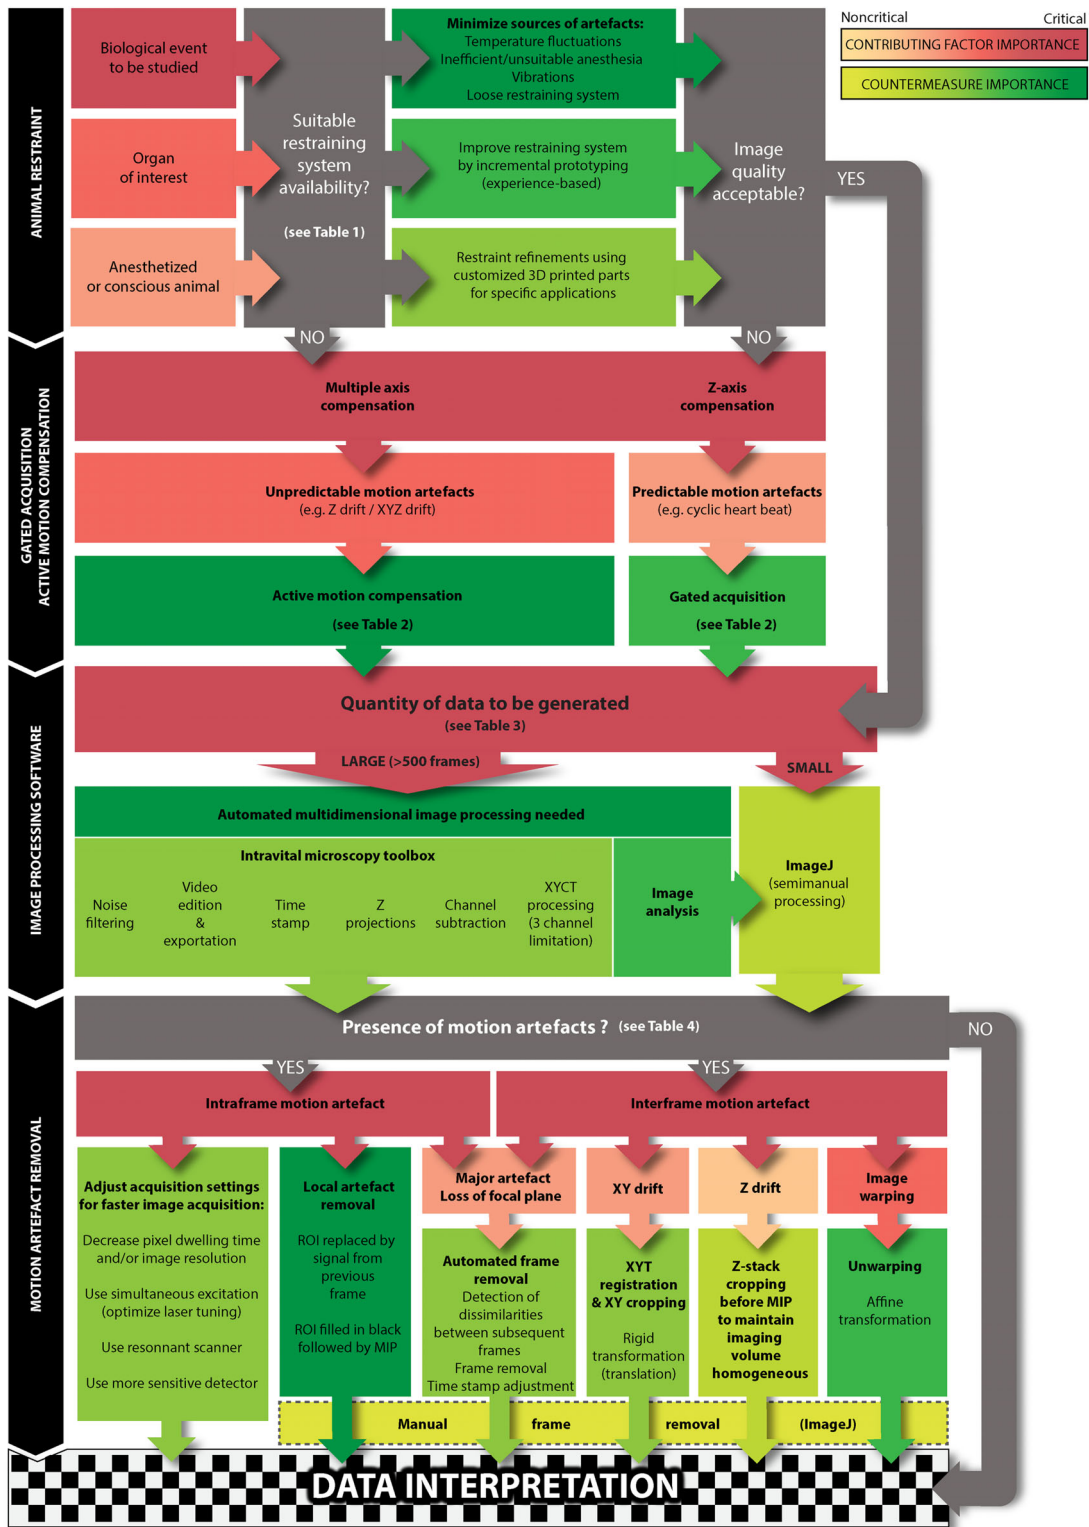 Noncritical Critical
CONTRIBUTING FACTOR IMPORTANCE
COUNTERMEASURE IMPORTANCE
ANIMAL RESTRAINT
Biological event
to be studied
Organ
of interest
Anesthetized
or conscious animal
Suitable
restraining
system
availability?
(see Table 1)
Minimize sources of artefacts:
Temperature fluctuations
Inefficient/unsuitable anesthesia
Vibrations
Loose restraining system
Improve restraining system
by incremental prototyping
(experience-based)
Restraint refinements using
customized 3D printed parts
for specific applications
Image
quality
acceptable?
YES
NO
NO
GATED ACQUISITION
ACTIVE MOTION COMPENSATION
Multiple axis
compensation
Z-axis
compensation
Unpredictable motion artefacts
(e.g. Z drift / XYZ drift)
Predictable motion artefacts
(e.g. cyclic heart beat)
Active motion compensation
(see Table 2)
Gated acquisition
(see Table 2)
IMAGE PROCESSING SOFTWARE
Quantity of data to be generated
(see Table 3)
LARGE (>500 frames)
SMALL
Automated multidimensional image processing needed
Intravital microscopy toolbox
Noise
filtering
Video
edition
&
exportation
Time
stamp
Z
projections
Channel
subtraction
XYCT
processing
(3 channel
limitation)
Image
analysis
ImageJ
(semimanual
processing)
MOTION ARTEFACT REMOVAL
Presence of motion artefacts ? (see Table 4)
NO
YES
YES
Intraframe motion artefact
Interframe motion artefact
Adjust acquisition settings
for faster image acquisition:
Decrease pixel dwelling time
and/or image resolution
Use simultaneous excitation
(optimize laser tuning)
Use resonnant scanner
Use more sensitive detector
Local artefact
removal
ROI replaced by
signal from
previous
frame
ROI filled in black
followed by MIP
Major artefact
Loss of focal plane
Automated frame
removal
Detection of
dissimilarities
between subsequent
frames
Frame removal
Time stamp adjustment
XY drift
XYT
registration
& XY cropping
Rigid
transformation
(translation)
Z drift
Z-stack
cropping
before MIP
to maintain
imaging
volume
homogeneous
Image
warping
Unwarping
Affine
transformation
Manual frame removal (ImageJ)
DATA INTERPRETATION